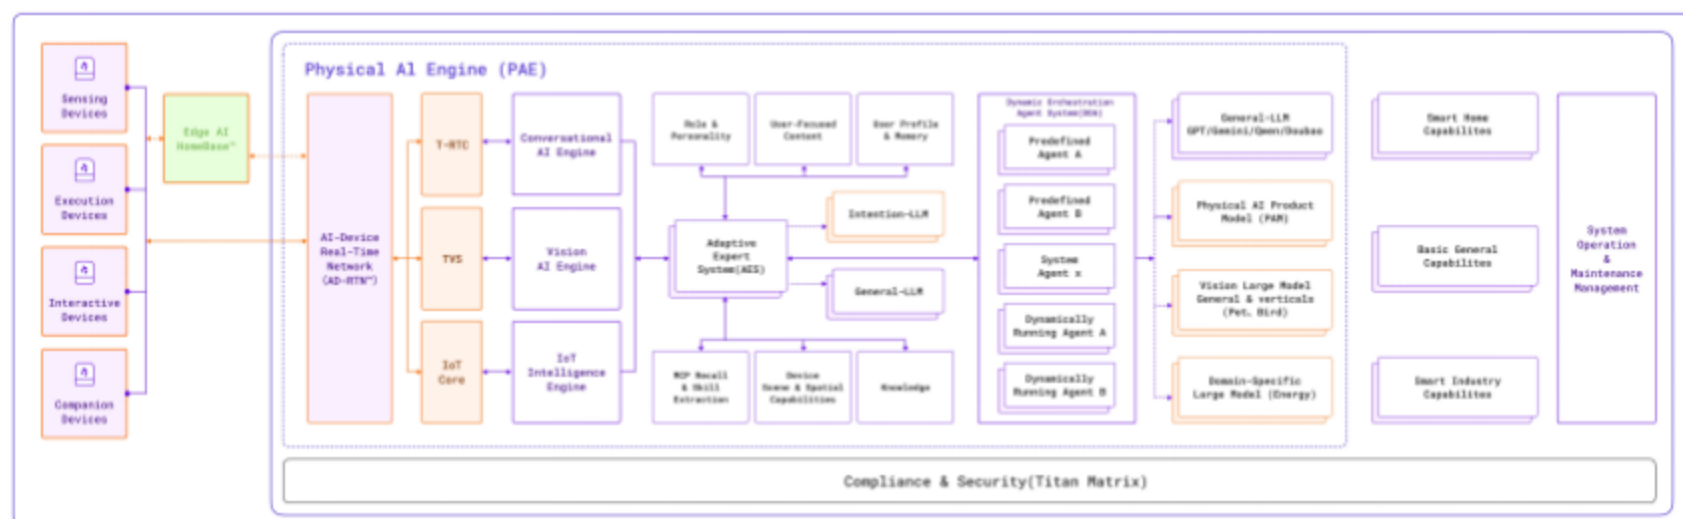 Physical Al Engine (PAE)
Sensing
Devices
Execution
Devices
Interactive
Devices
Companion
Devices
Edge AI
HomeBase™
AI-Device
Real-Time
Network
(AD-RTN™)
T-RTC
TVS
IoT
Core
Conversational
AI Engine
Vision
AI Engine
IoT
Intelligence
Engine
Role &
Personality
User-Focused
Content
User Profile
& Memory
Adaptive
Expert
System(AES)
Intention-LLM
General-LLM
MCP Recall
& Skill
Extraction
Device
Scene & Spatial
Capabilities
Knowledge
Dynamic Orchestration
Agent System
Predefined
Agent A
Predefined
Agent B
System
Agent x
Dynamically
Running Agent A
Dynamically
Running Agent B
General-LLM
GPT/Gemini/Qwen/Doubao
Physical AI Product
Model (PAM)
Vision Large Model
General & verticals
(Pet, Bird)
Domain-Specific
Large Model (Energy)
Smart Home
Capabilites
Basic General
Capabilites
Smart Industry
Capabilites
System
Operation
&
Maintenance
Management
Compliance & Security(Titan Matrix)